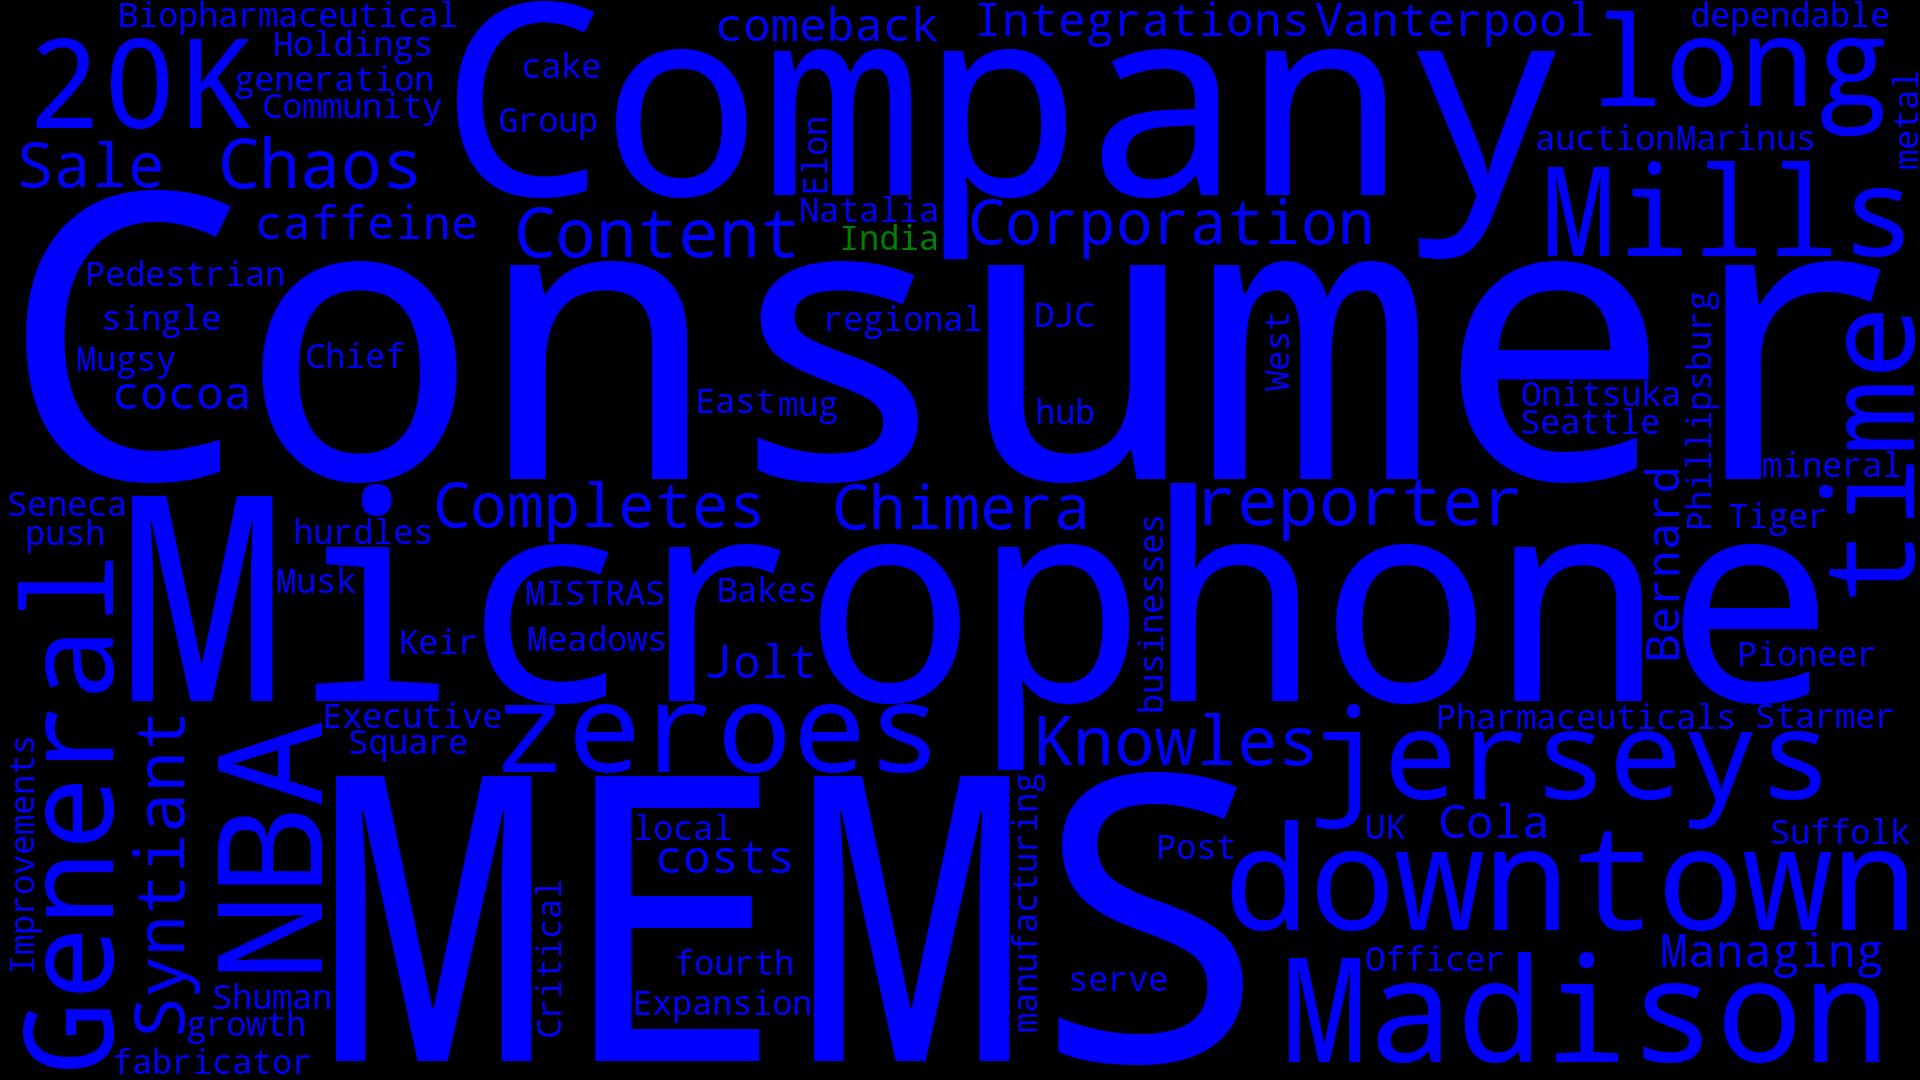 Biopharmaceutical
comeback
Integrations
Vanterpool
long
dependable
20K
Holdings
generation
Community
Company
cake
Group
Elon
metal
auction
Marinus
Sale
Chaos
Mills
caffeine
Content
Natalia
India
Corporation
Consumer
Pedestrian
single
Mugsy
cocoa
Chief
regional
DJC
West
East
mug
hub
Onitsuka
Seattle
Phillipsburg
time
mineral
Seneca
push
hurdles
Completes
Chimera
reporter
Tiger
Microphone
Musk
Keir
MISTRAS
Meadows
Bakes
Jolt
businesses
Bernard
Pioneer
General
Executive
Square
zeroes
Knowles
Pharmaceuticals
Starmer
jerseys
Improvements
Syntiant
NBA
MEMS
local
costs
manufacturing
Post
UK
Cola
Suffolk
downtown
Critical
fourth
Expansion
serve
Officer
Managing
Madison
Shuman
growth
fabricator